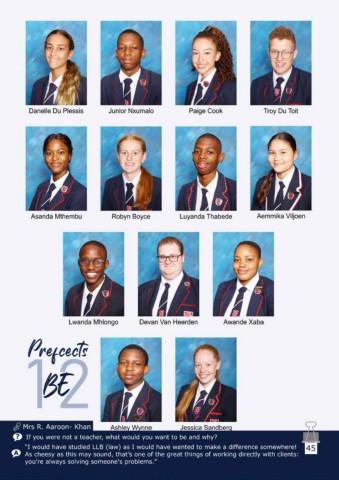 Danelle Du Plessis
Junior Nxumalo
Paige Cook
Troy Du Toit
Asanda Mthembu
Robyn Boyce
Luyanda Thabede
Aemmika Viljoen
Lwanda Mhlongo
Devan Van Heerden
Awande Xaba
Prefcects
12 BE
Ashley Wynne
Jessica Sandberg
Mrs R. Aaroon- Khan
? If you were not a teacher, what would you want to be and why?
A "I would have studied LLB (law) as I would have wanted to make a difference somewhere!
As cheesy as this may sound, that's one of the great things of working directly with clients:
you're always solving someone's problems."
45